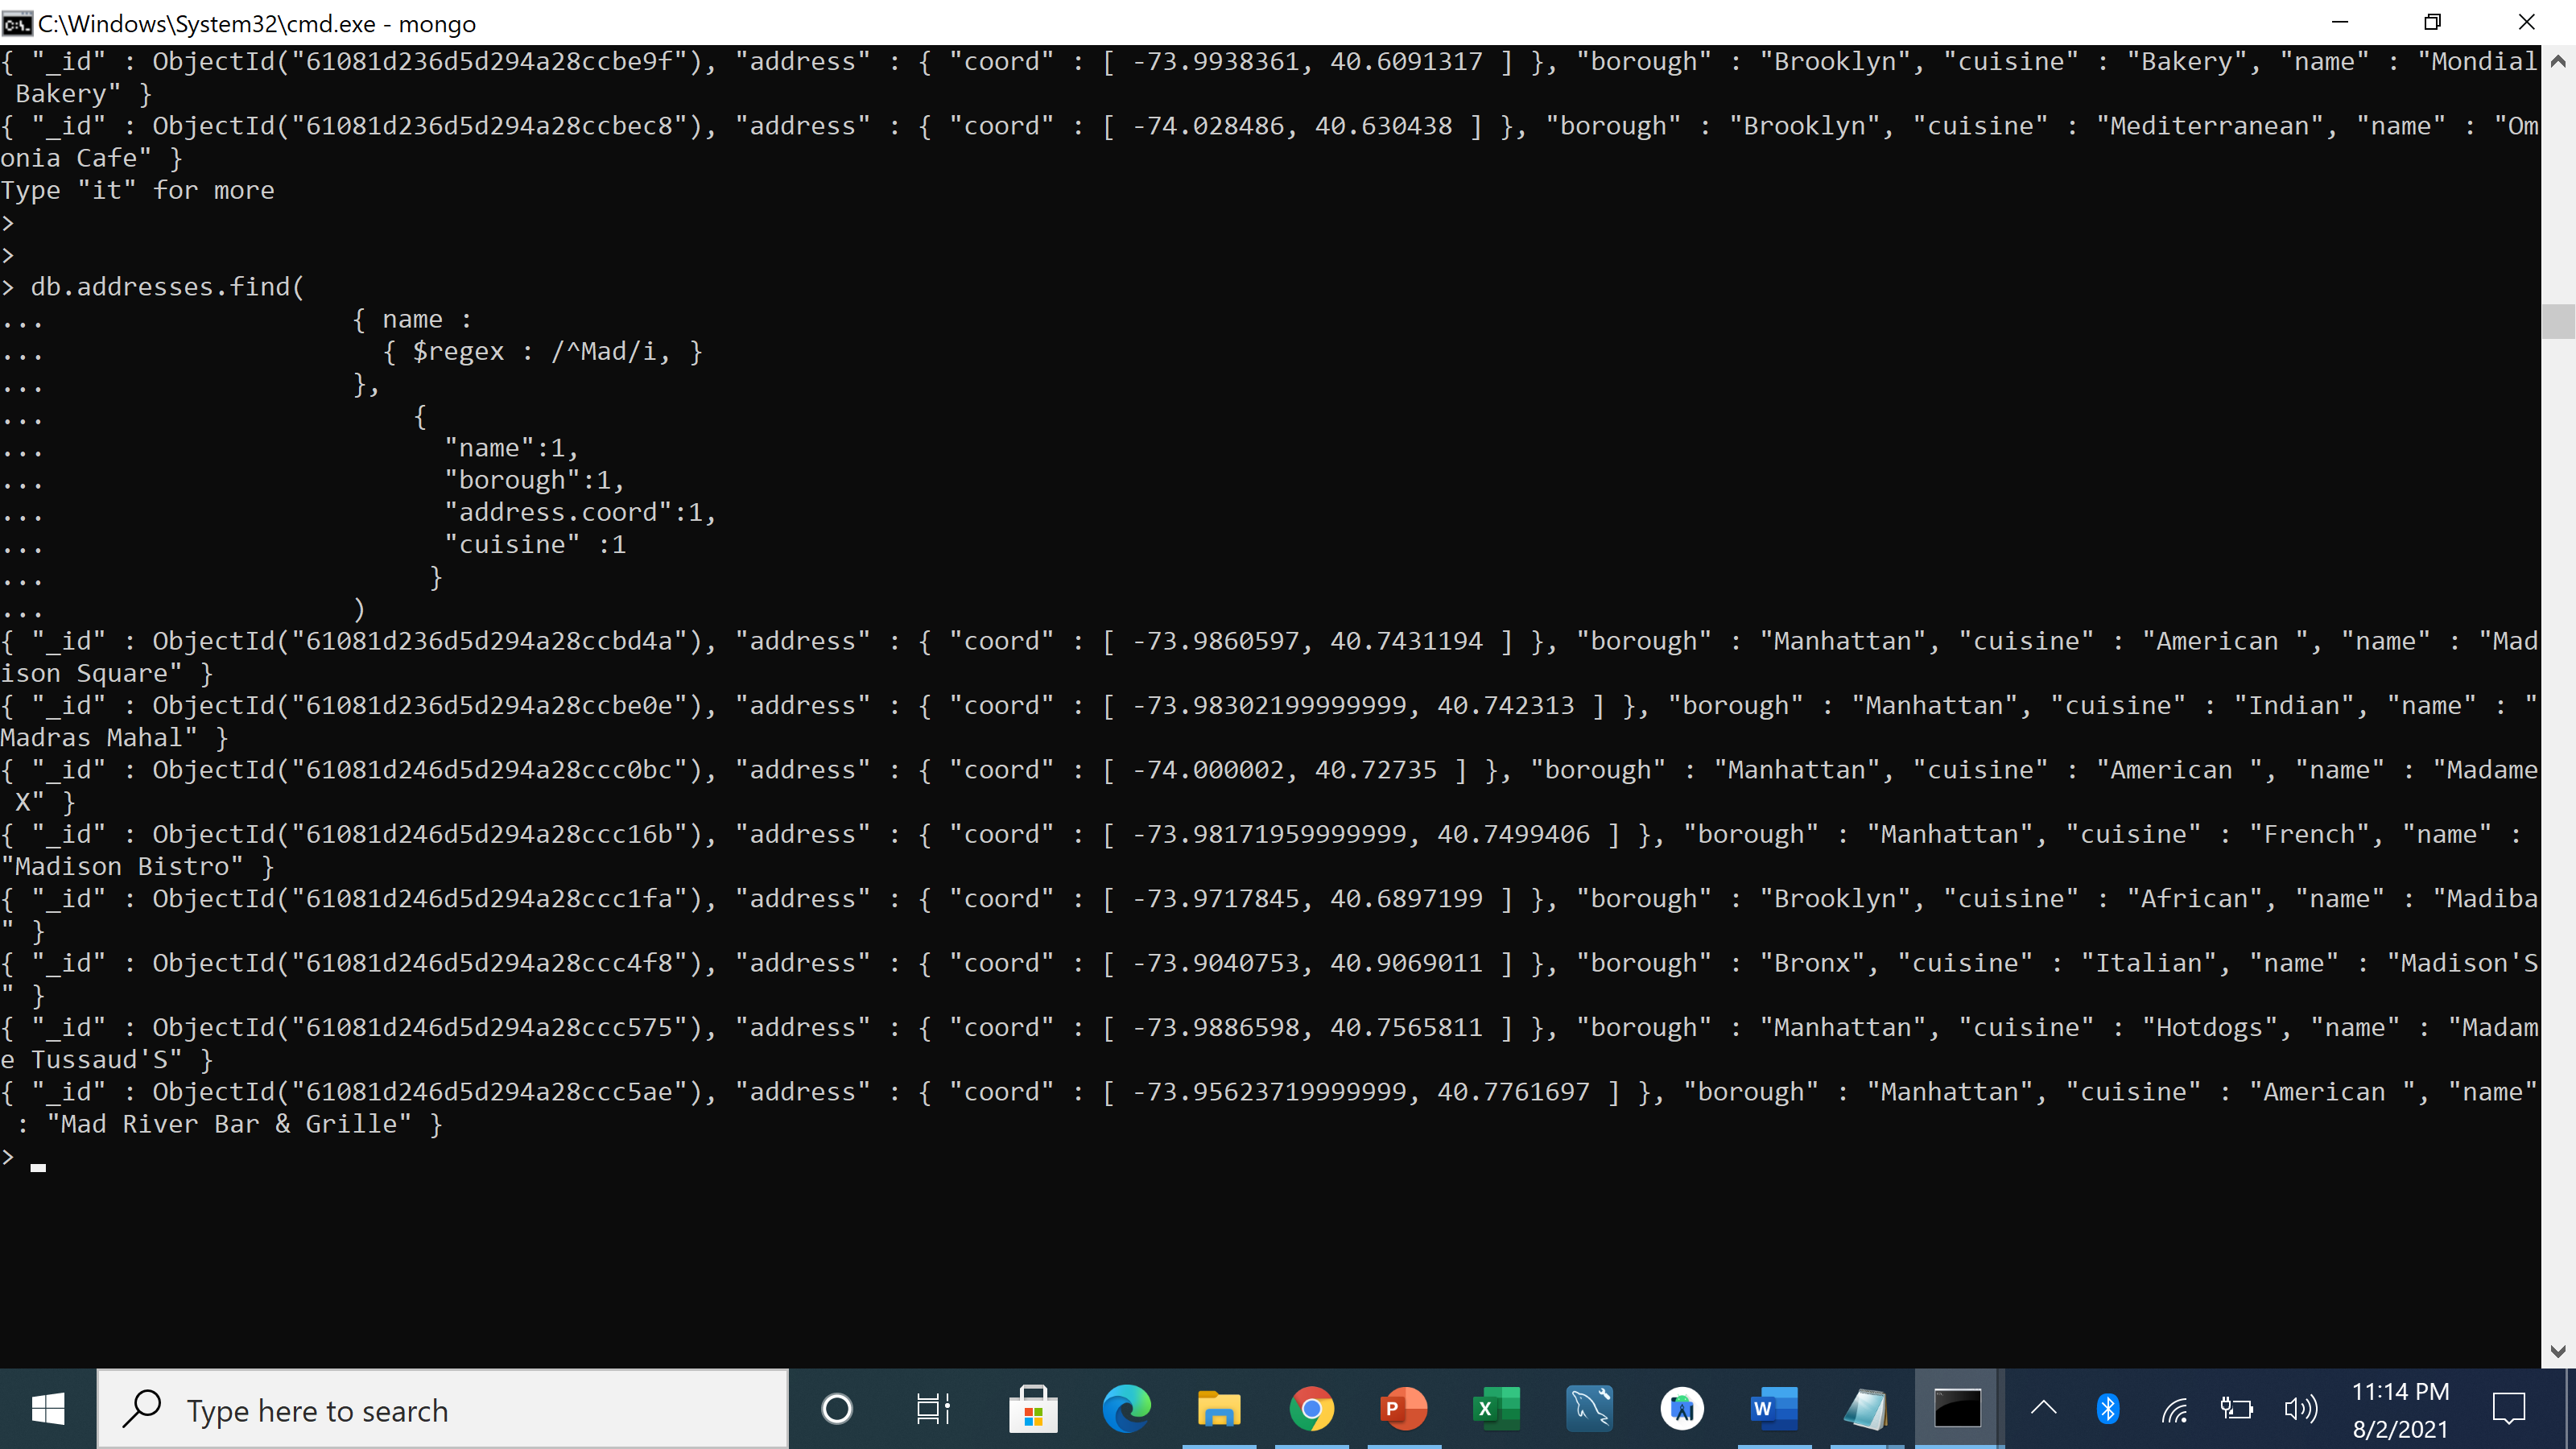 C:\Windows\System32\cmd.exe - mongo
{ "_id" : ObjectId("61081d236d5d294a28ccbe9f"), "address" : { "coord" : [ -73.9938361, 40.6091317 ] }, "borough" : "Brooklyn", "cuisine" : "Bakery", "name" : "Mondial
 Bakery" }
{ "_id" : ObjectId("61081d236d5d294a28ccbec8"), "address" : { "coord" : [ -74.028486, 40.630438 ] }, "borough" : "Brooklyn", "cuisine" : "Mediterranean", "name" : "Om
onia Cafe" }
Type "it" for more
>
>
> db.addresses.find(
...                    { name :
...                      { $regex : /^Mad/i, }
...                    },
...                        {
...                          "name":1,
...                          "borough":1,
...                          "address.coord":1,
...                          "cuisine" :1
...                         }
...                    )
{ "_id" : ObjectId("61081d236d5d294a28ccbd4a"), "address" : { "coord" : [ -73.9860597, 40.7431194 ] }, "borough" : "Manhattan", "cuisine" : "American ", "name" : "Mad
ison Square" }
{ "_id" : ObjectId("61081d236d5d294a28ccbe0e"), "address" : { "coord" : [ -73.98302199999999, 40.742313 ] }, "borough" : "Manhattan", "cuisine" : "Indian", "name" : "
Madras Mahal" }
{ "_id" : ObjectId("61081d246d5d294a28ccc0bc"), "address" : { "coord" : [ -74.000002, 40.72735 ] }, "borough" : "Manhattan", "cuisine" : "American ", "name" : "Madame
 X" }
{ "_id" : ObjectId("61081d246d5d294a28ccc16b"), "address" : { "coord" : [ -73.98171959999999, 40.7499406 ] }, "borough" : "Manhattan", "cuisine" : "French", "name" :
"Madison Bistro" }
{ "_id" : ObjectId("61081d246d5d294a28ccc1fa"), "address" : { "coord" : [ -73.9717845, 40.6897199 ] }, "borough" : "Brooklyn", "cuisine" : "African", "name" : "Madiba
" }
{ "_id" : ObjectId("61081d246d5d294a28ccc4f8"), "address" : { "coord" : [ -73.9040753, 40.9069011 ] }, "borough" : "Bronx", "cuisine" : "Italian", "name" : "Madison'S
" }
{ "_id" : ObjectId("61081d246d5d294a28ccc575"), "address" : { "coord" : [ -73.9886598, 40.7565811 ] }, "borough" : "Manhattan", "cuisine" : "Hotdogs", "name" : "Madam
e Tussaud'S" }
{ "_id" : ObjectId("61081d246d5d294a28ccc5ae"), "address" : { "coord" : [ -73.95623719999999, 40.7761697 ] }, "borough" : "Manhattan", "cuisine" : "American ", "name"
 : "Mad River Bar & Grille" }
>
Type here to search
11:14 PM
8/2/2021